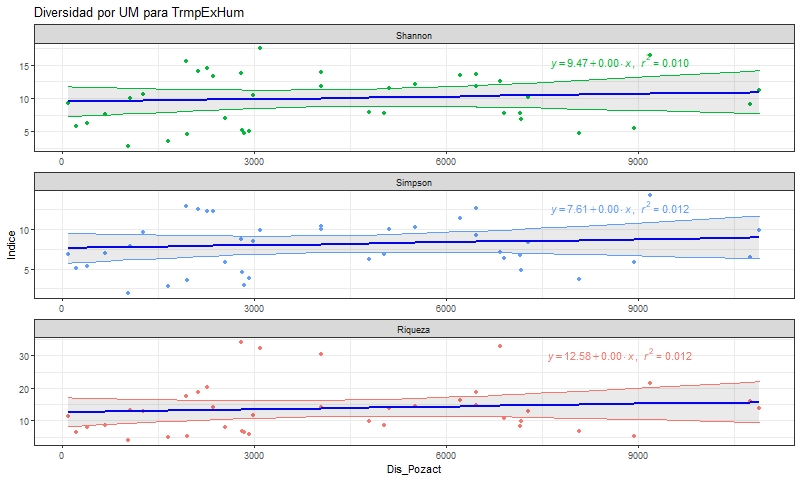 Diversidad por UM para TrmpExHum
Shannon
y = 9.47 + 0.00 · x, r² = 0.010
15
10
5
0 3000 6000 9000
Simpson
y = 7.61 + 0.00 · x, r² = 0.012
10
5
Indice
0 3000 6000 9000
Riqueza
y = 12.58 + 0.00 · x, r² = 0.012
30
20
10
0 3000 6000 9000
Dis_Pozact